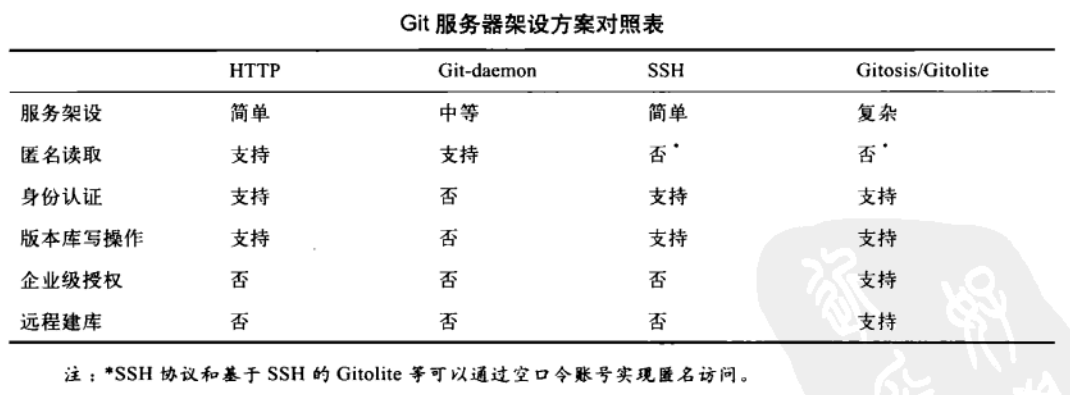 Git 服务器架设方案对照表
HTTP Git-daemon SSH Gitosis/Gitolite
服务架设 简单 中等 简单 复杂
匿名读取 支持 支持 否* 否*
身份认证 支持 否 支持 支持
版本库写操作 支持 否 支持 支持
企业级授权 否 否 否 支持
远程建库 否 否 否 支持
注：*SSH 协议和基于 SSH 的 Gitolite 等可以通过空口令账号实现匿名访问。